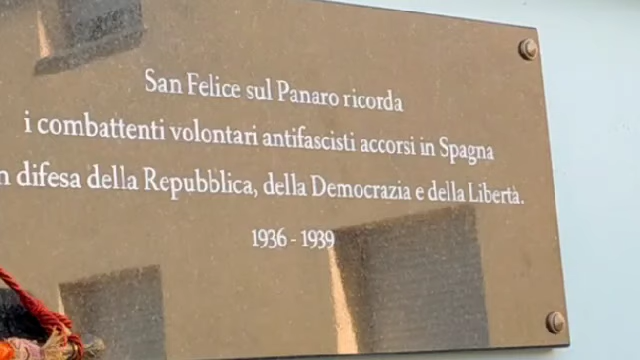 San Felice sul Panaro ricorda
i combattenti volontari antifascisti accorsi in Spagna
n difesa della Repubblica, della Democrazia e della Libertà.
1936 - 1939